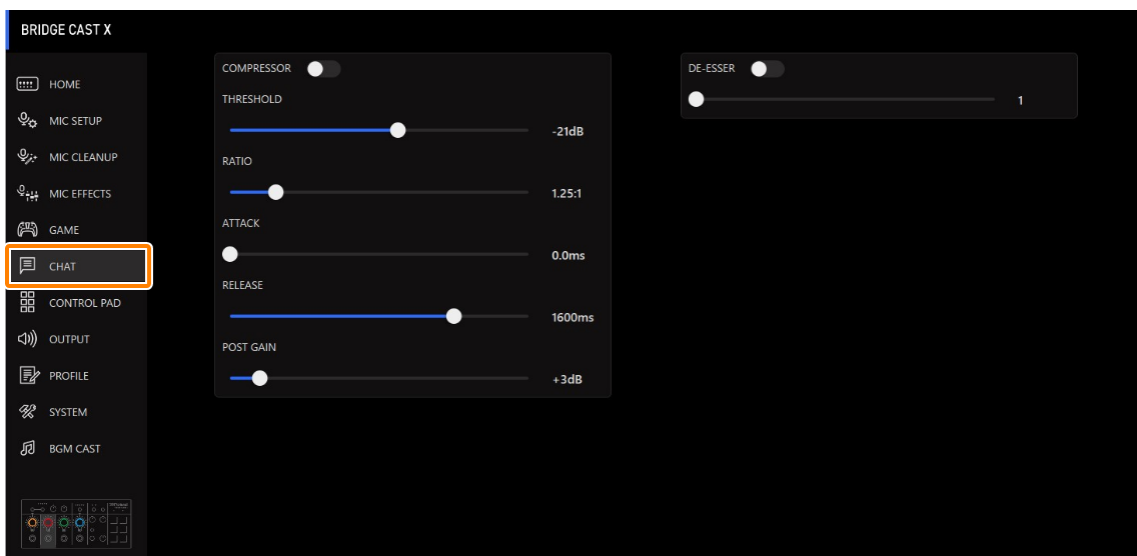 BRIDGE CAST X
HOME
MIC SETUP
MIC CLEANUP
MIC EFFECTS
GAME
CHAT
CONTROL PAD
OUTPUT
PROFILE
SYSTEM
BGM CAST
COMPRESSOR
THRESHOLD
-21dB
RATIO
1.25:1
ATTACK
0.0ms
RELEASE
1600ms
POST GAIN
+3dB
DE-ESSER
1